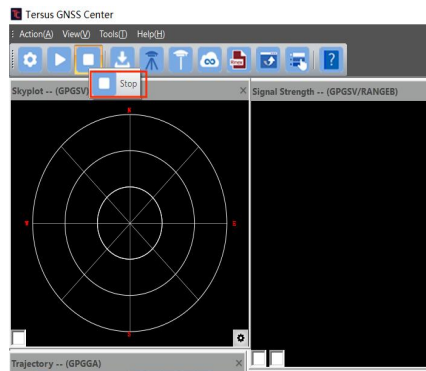 Tersus GNSS Center
Action(A) View(V) Tools(T) Help(H)
Stop
Skyplot -- (GPGSV) × Signal Strength -- (GPGSV/RANGEB)
Trajectory -- (GPGGA) ×